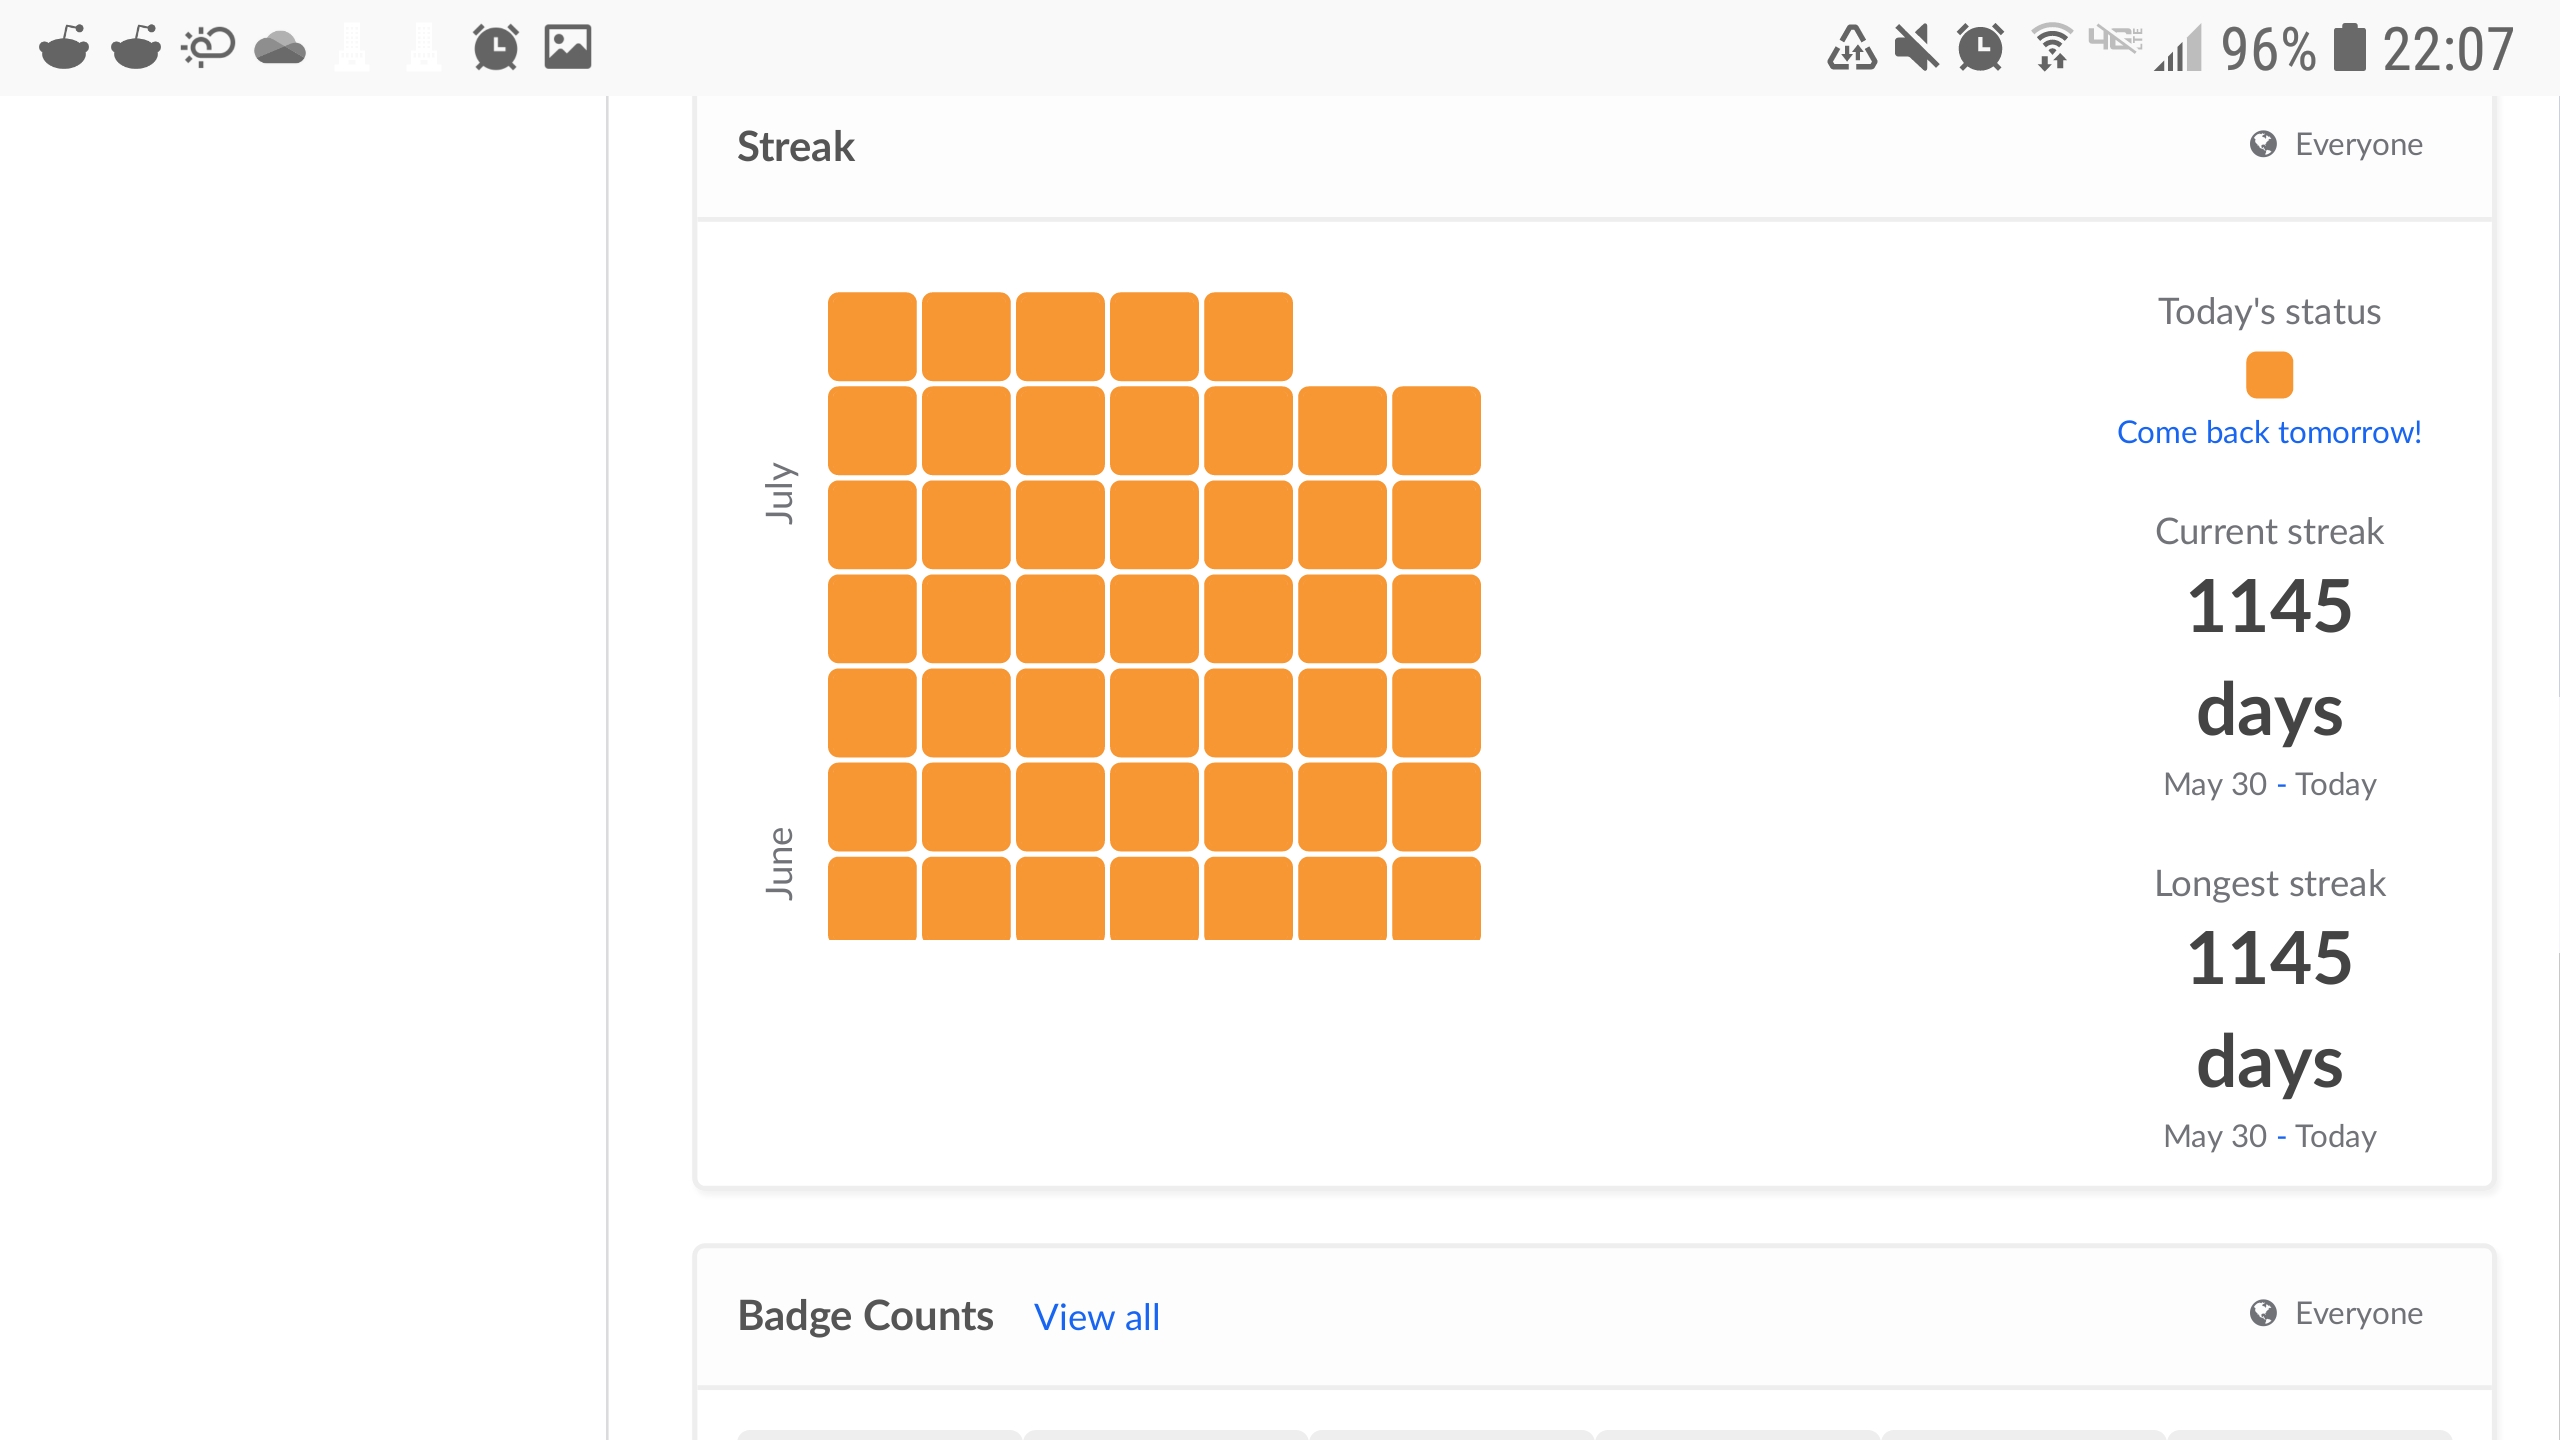 96% 22:07
Streak
Everyone
July
June
Today's status
Come back tomorrow!
Current streak
1145
days
May 30 - Today
Longest streak
1145
days
May 30 - Today
Badge Counts View all
Everyone